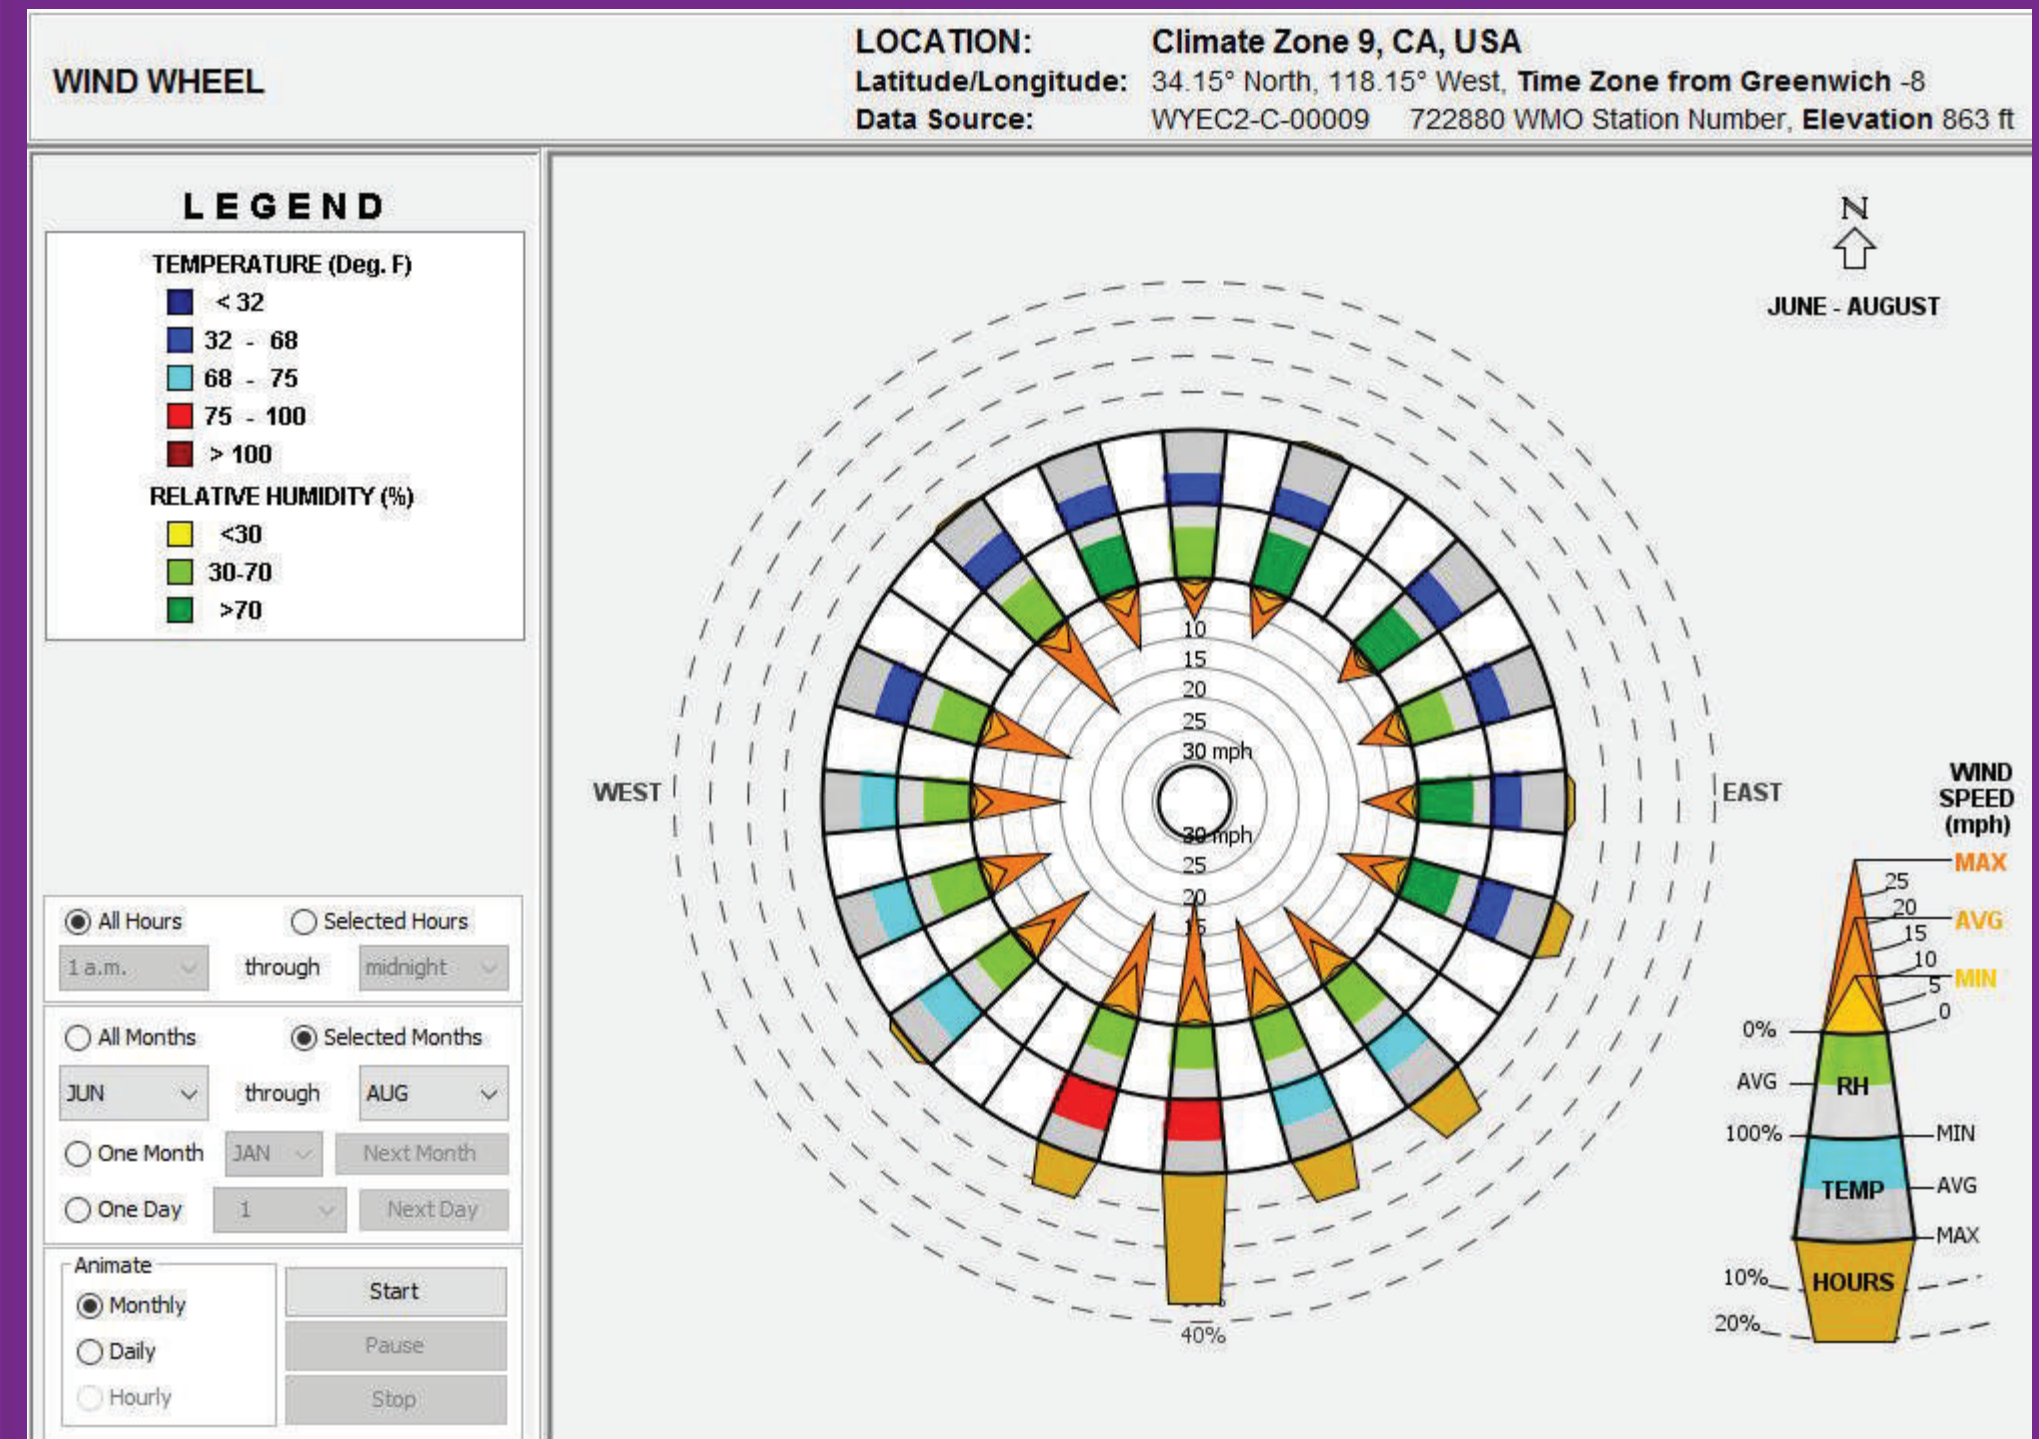 WIND WHEEL
LOCATION: Climate Zone 9, CA, USA
Latitude/Longitude: 34.15° North, 118.15° West, Time Zone from Greenwich -8
Data Source: WYEC2-C-00009 722880 WMO Station Number, Elevation 863 ft
LEGEND
TEMPERATURE (Deg. F)
< 32
32 - 68
68 - 75
75 - 100
> 100
RELATIVE HUMIDITY (%)
<30
30-70
>70
All Hours Selected Hours
1 a.m. through midnight
All Months Selected Months
JUN through AUG
One Month JAN Next Month
One Day 1 Next Day
Animate
Monthly
Daily
Hourly
Start
Pause
Stop
N
JUNE - AUGUST
WEST
EAST
10
15
20
25
30 mph
30 mph
25
20
15
40%
WIND
SPEED
(mph)
MAX
AVG
MIN
25
20
15
10
5
0
0%
AVG
100%
RH
MIN
TEMP
AVG
MAX
10%
HOURS
20%